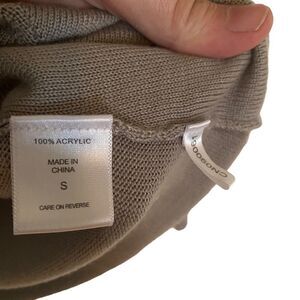 100% ACRYLIC
MADE IN
CHINA
S
CARE ON REVERSE